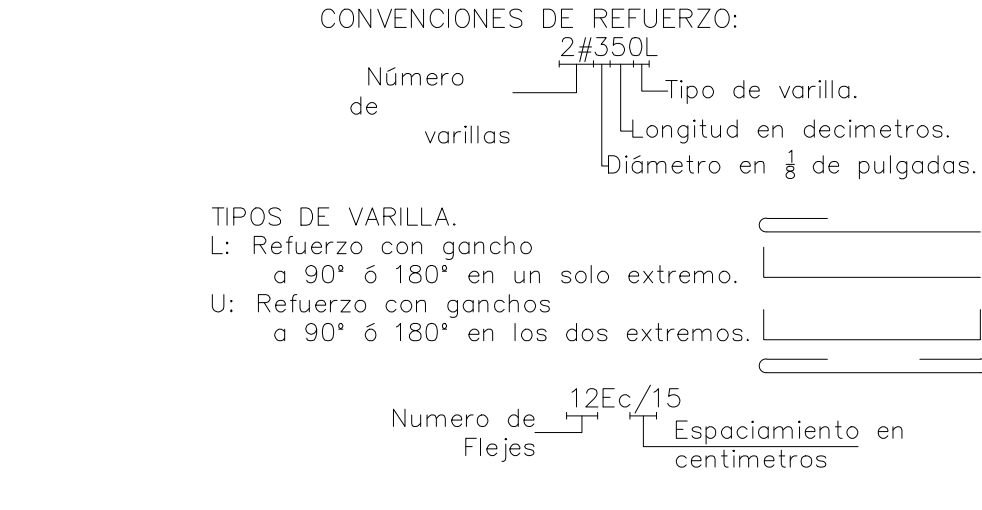 CONVENCIONES DE REFUERZO:
2#350L
Número
de
varillas
Tipo de varilla.
Longitud en decimetros.
Diámetro en 1/8 de pulgadas.
TIPOS DE VARILLA.
L: Refuerzo con gancho
a 90° ó 180° en un solo extremo.
U: Refuerzo con ganchos
a 90° ó 180° en los dos extremos.
12Ec/15
Numero de
Flejes
Espaciamiento en
centimetros